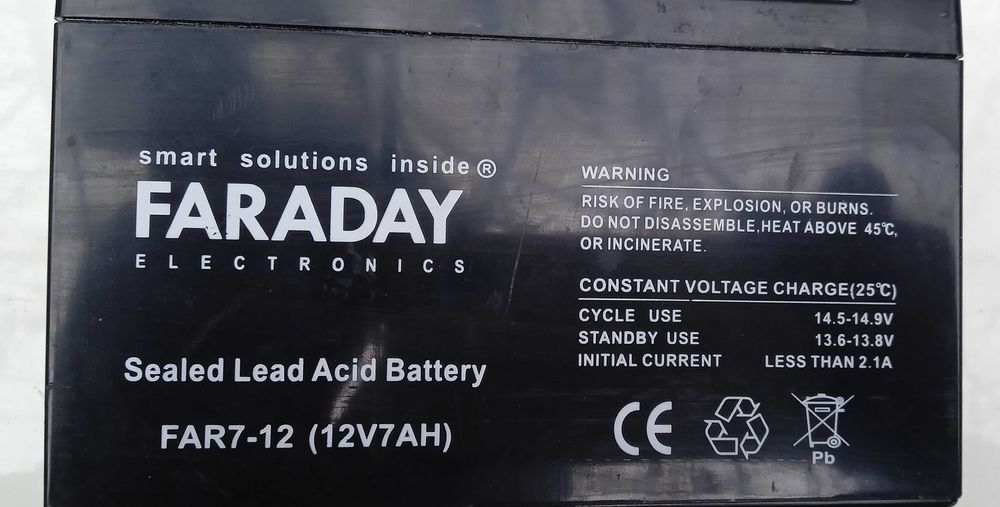 smart solutions inside®
FARADAY
ELECTRONICS
Sealed Lead Acid Battery
FAR7-12 (12V7AH)
WARNING
RISK OF FIRE, EXPLOSION, OR BURNS.
DO NOT DISASSEMBLE,HEAT ABOVE 45℃,
OR INCINERATE.
CONSTANT VOLTAGE CHARGE(25℃)
CYCLE USE 14.5-14.9V
STANDBY USE 13.6-13.8V
INITIAL CURRENT LESS THAN 2.1A
CE
Pb